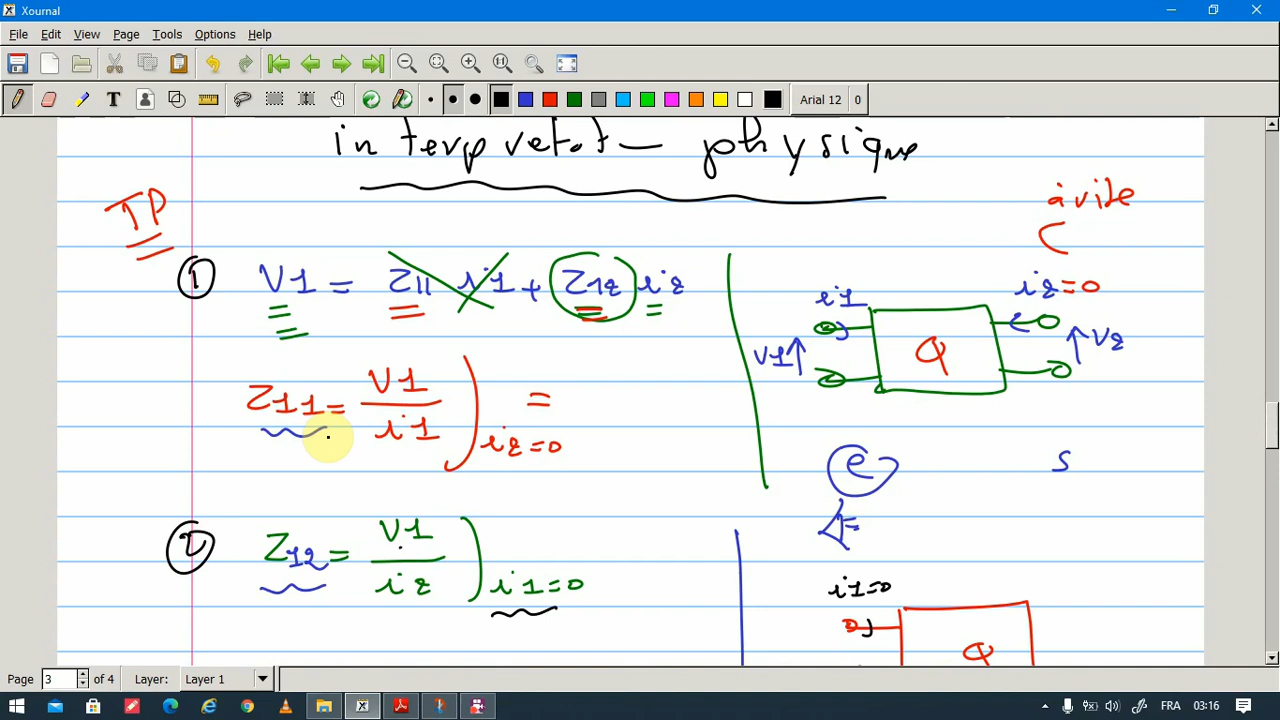 Xournal
File Edit View Page Tools Options Help
Arial 12 0
interpretat— physique
TP
à vide
① V1 = Z11 i1 + Z12 i2
i1
i2=0
V1
Q
V2
Z11 = V1/i1 ) i2=0 =
e
s
② Z12 = V1/i2 ) i1=0
i1=0
Q
Page 3 of 4 Layer: Layer 1
FRA 03:16